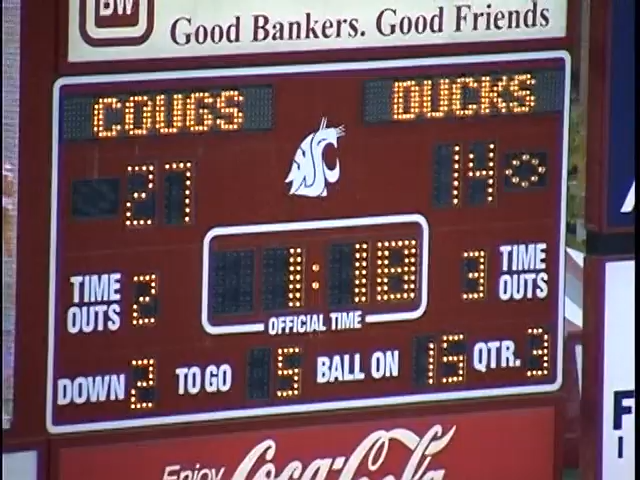 BW
Good Bankers. Good Friends
COUGS DUCKS
27 14
1:18
TIME OUTS 2
3 TIME OUTS
OFFICIAL TIME
DOWN 2 TO GO 5 BALL ON 15 QTR. 3
Enjoy
Coca-Cola
F